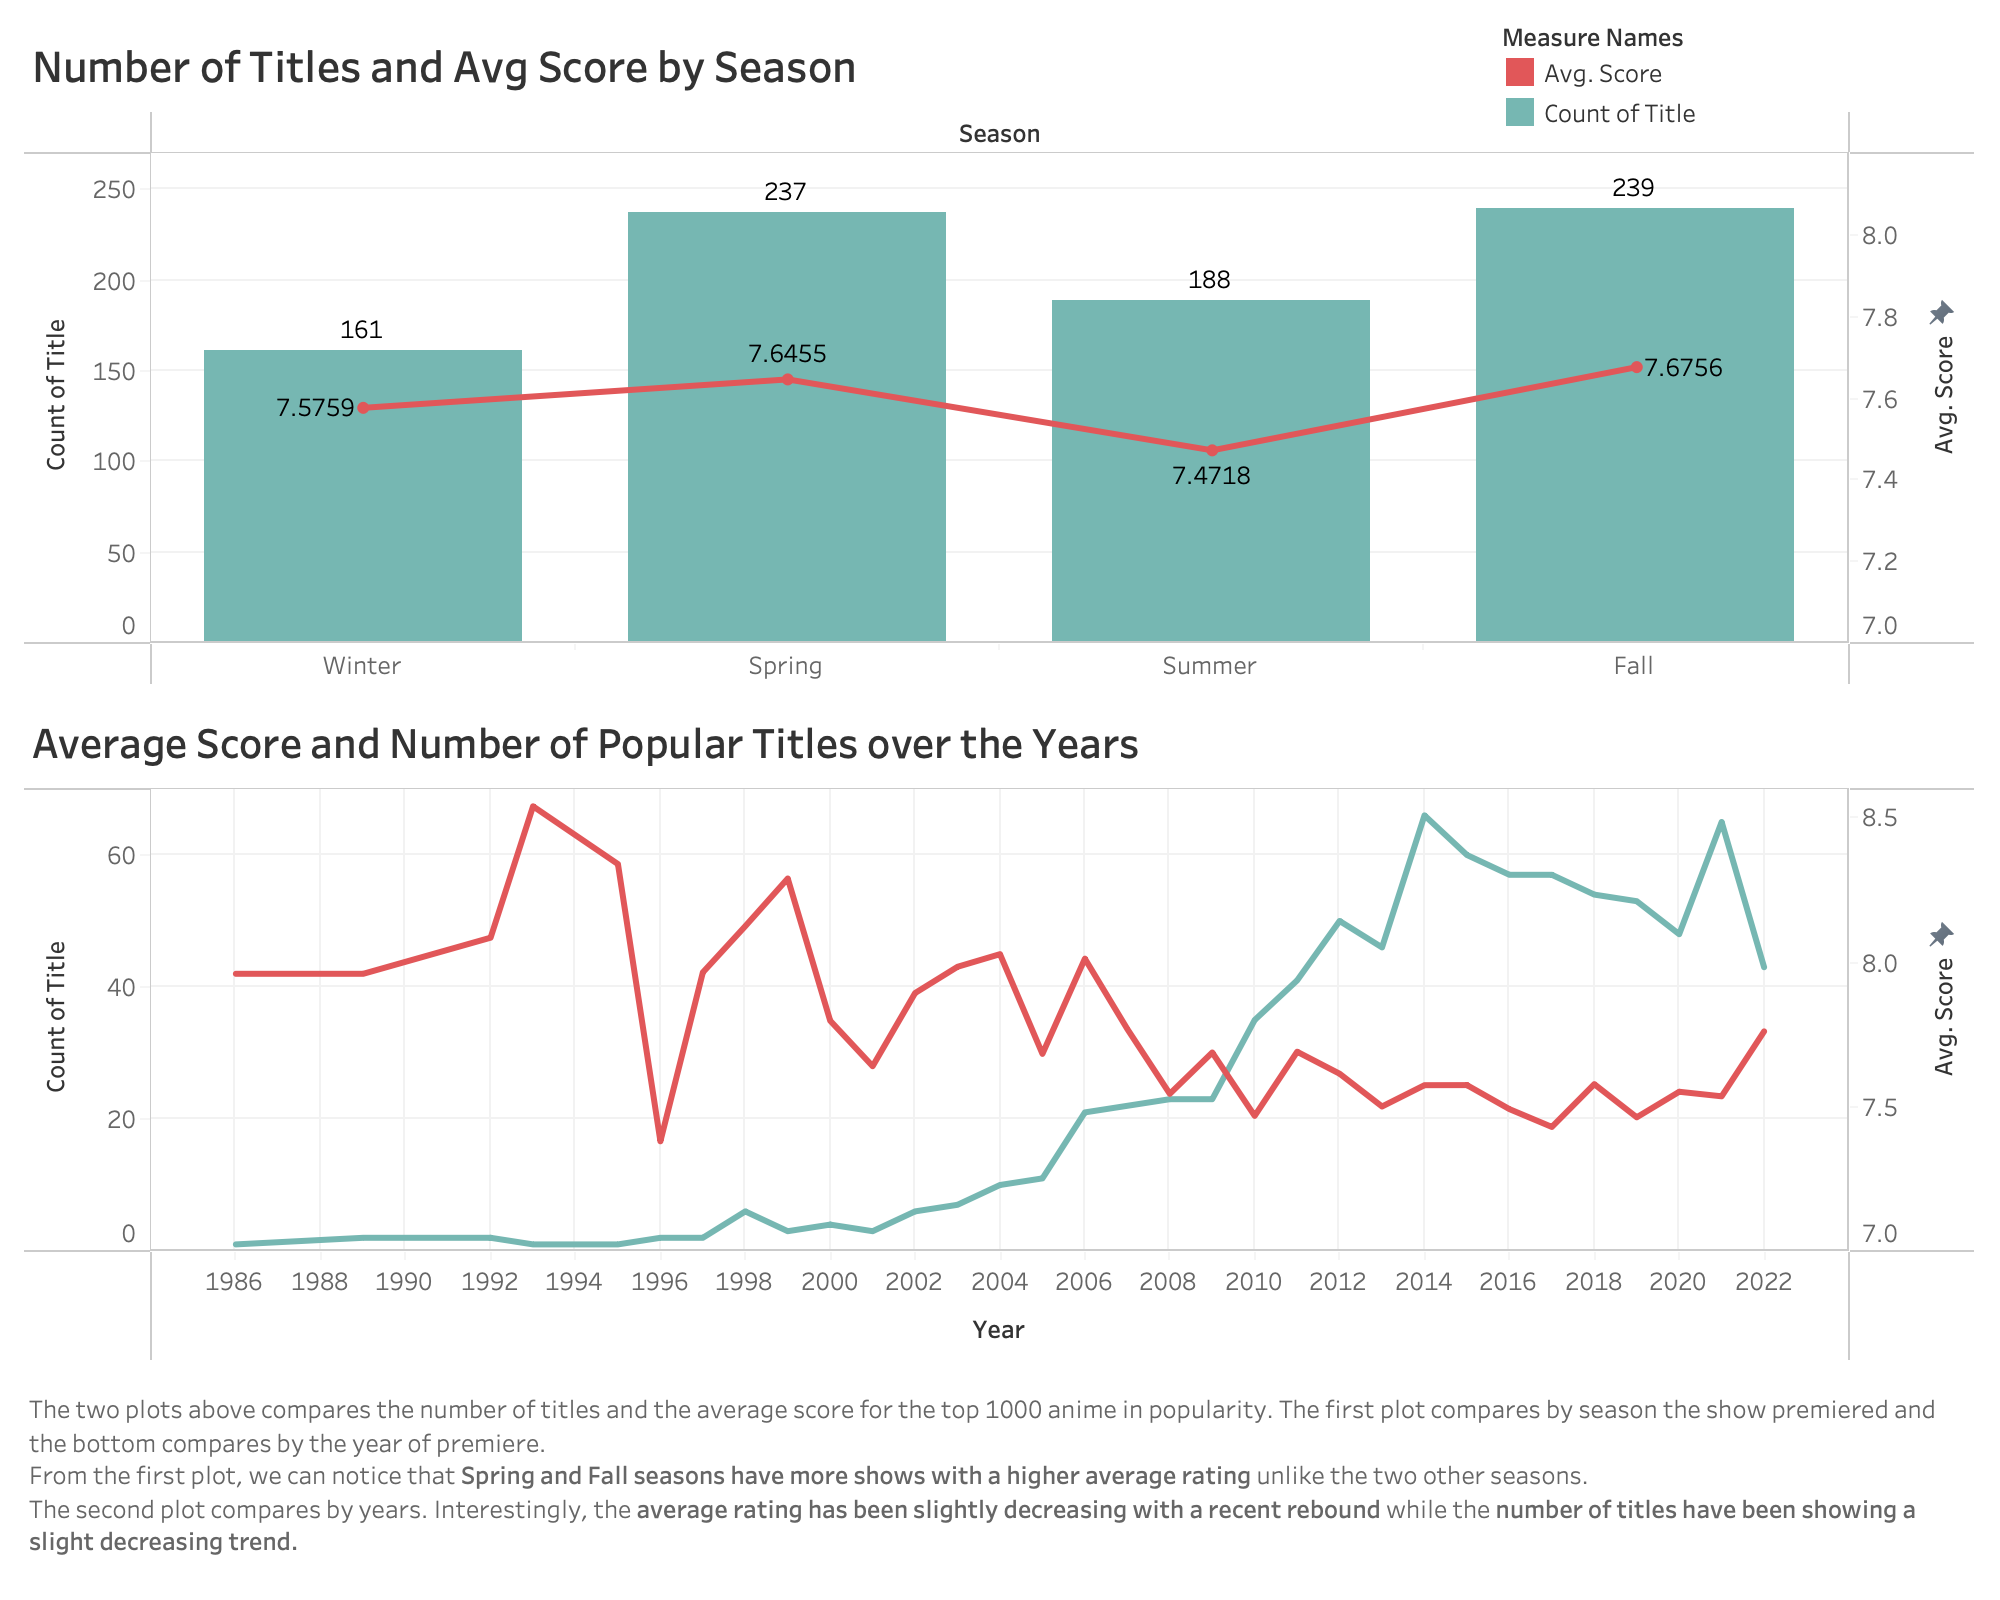 Number of Titles and Avg Score by Season
Measure Names
Avg. Score
Count of Title
Season
Count of Title
250
200
150
100
50
0
161
237
188
239
7.5759
7.6455
7.4718
7.6756
8.0
7.8
7.6
7.4
7.2
7.0
Avg. Score
Winter
Spring
Summer
Fall
Average Score and Number of Popular Titles over the Years
Count of Title
60
40
20
0
8.5
8.0
7.5
7.0
Avg. Score
1986 1988 1990 1992 1994 1996 1998 2000 2002 2004 2006 2008 2010 2012 2014 2016 2018 2020 2022
Year
The two plots above compares the number of titles and the average score for the top 1000 anime in popularity. The first plot compares by season the show premiered and
the bottom compares by the year of premiere.
From the first plot, we can notice that Spring and Fall seasons have more shows with a higher average rating unlike the two other seasons.
The second plot compares by years. Interestingly, the average rating has been slightly decreasing with a recent rebound while the number of titles have been showing a
slight decreasing trend.